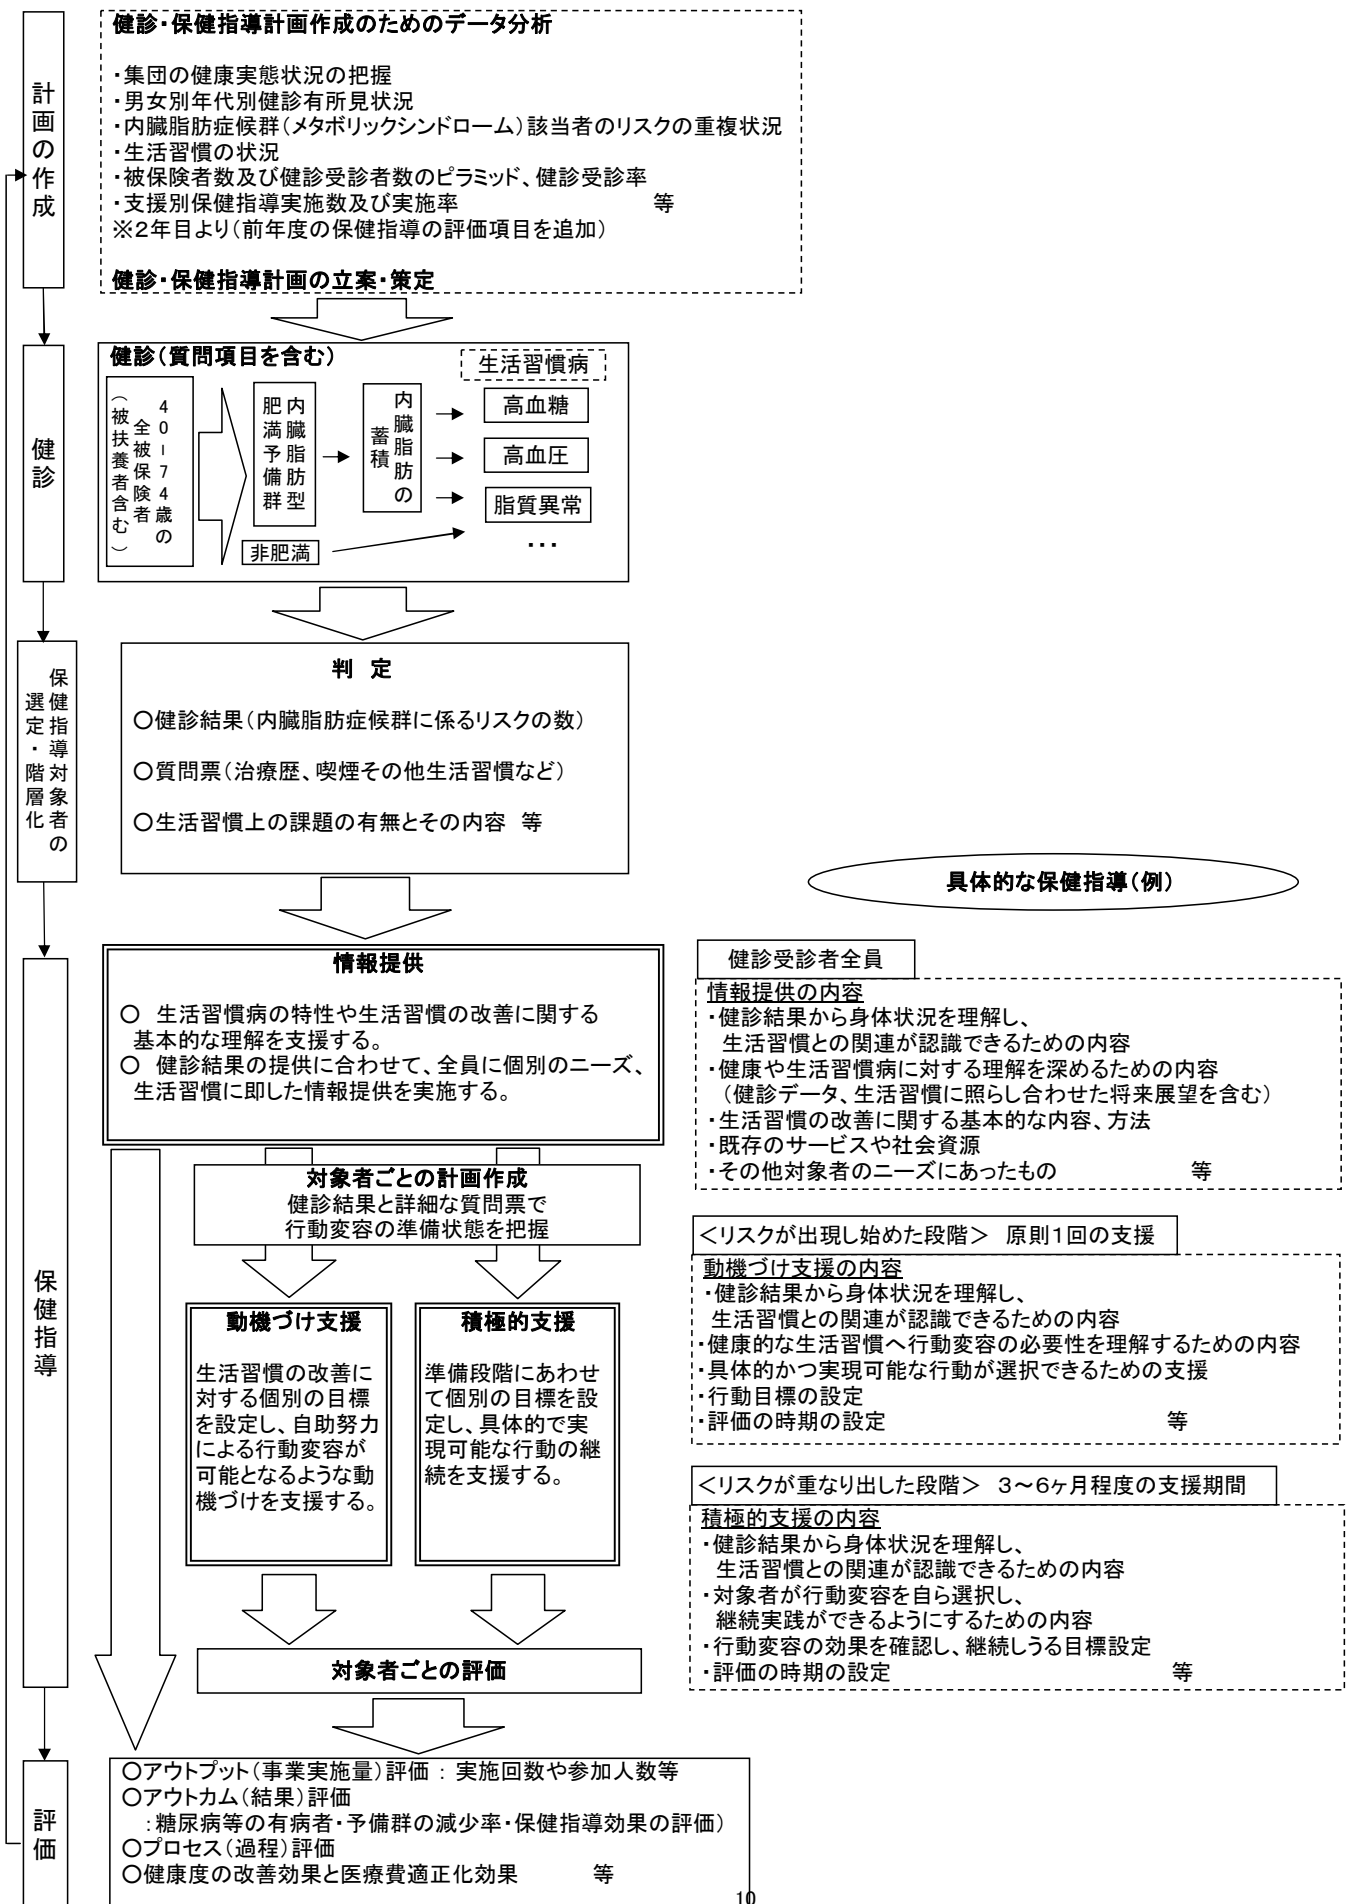 計画の作成
健診・保健指導計画作成のためのデータ分析
・集団の健康実態状況の把握
・男女別年代別健診有所見状況
・内臓脂肪症候群（メタボリックシンドローム）該当者のリスクの重複状況
・生活習慣の状況
・被保険者数及び健診受診者数のピラミッド、健診受診率
・支援別保健指導実施数及び実施率 等
※２年目より（前年度の保健指導の評価項目を追加）
健診・保健指導計画の立案・策定
健診
健診（質問項目を含む）
４０－７４歳の
全被保険者
（被扶養者含む）
内臓脂肪型
肥満予備群
非肥満
内臓脂肪の
蓄積
生活習慣病
高血糖
高血圧
脂質異常
・・・
保健指導対象者の
選定・階層化
判 定
○健診結果（内臓脂肪症候群に係るリスクの数）
○質問票（治療歴、喫煙その他生活習慣など）
○生活習慣上の課題の有無とその内容 等
保健指導
情報提供
○ 生活習慣病の特性や生活習慣の改善に関する
基本的な理解を支援する。
○ 健診結果の提供に合わせて、全員に個別のニーズ、
生活習慣に即した情報提供を実施する。
対象者ごとの計画作成
健診結果と詳細な質問票で
行動変容の準備状態を把握
動機づけ支援
生活習慣の改善に
対する個別の目標
を設定し、自助努力
による行動変容が
可能となるような動
機づけを支援する。
積極的支援
準備段階にあわせ
て個別の目標を設
定し、具体的で実
現可能な行動の継
続を支援する。
対象者ごとの評価
具体的な保健指導（例）
健診受診者全員
情報提供の内容
・健診結果から身体状況を理解し、
生活習慣との関連が認識できるための内容
・健康や生活習慣病に対する理解を深めるための内容
（健診データ、生活習慣に照らし合わせた将来展望を含む）
・生活習慣の改善に関する基本的な内容、方法
・既存のサービスや社会資源
・その他対象者のニーズにあったもの 等
＜リスクが出現し始めた段階＞ 原則１回の支援
動機づけ支援の内容
・健診結果から身体状況を理解し、
生活習慣との関連が認識できるための内容
・健康的な生活習慣へ行動変容の必要性を理解するための内容
・具体的かつ実現可能な行動が選択できるための支援
・行動目標の設定
・評価の時期の設定 等
＜リスクが重なり出した段階＞ ３～６ヶ月程度の支援期間
積極的支援の内容
・健診結果から身体状況を理解し、
生活習慣との関連が認識できるための内容
・対象者が行動変容を自ら選択し、
継続実践ができるようにするための内容
・行動変容の効果を確認し、継続しうる目標設定
・評価の時期の設定 等
評価
○アウトプット（事業実施量）評価 ： 実施回数や参加人数等
○アウトカム（結果）評価
：糖尿病等の有病者・予備群の減少率・保健指導効果の評価）
○プロセス（過程）評価
○健康度の改善効果と医療費適正化効果 等
10